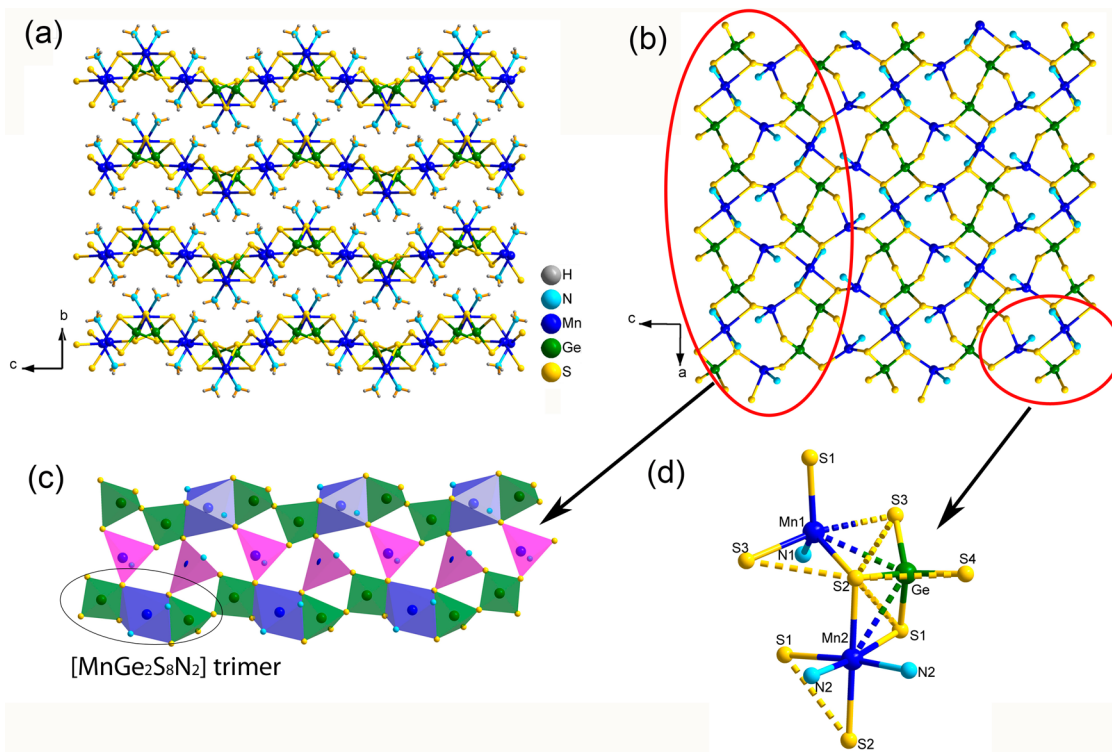 (a)
b
c
H
N
Mn
Ge
S
(b)
c
a
(c)
[MnGe₂S₈N₂] trimer
(d)
S1
Mn1
S3
S3
N1
S2
S4
Ge
Mn2
S1
S1
N2
N2
S2